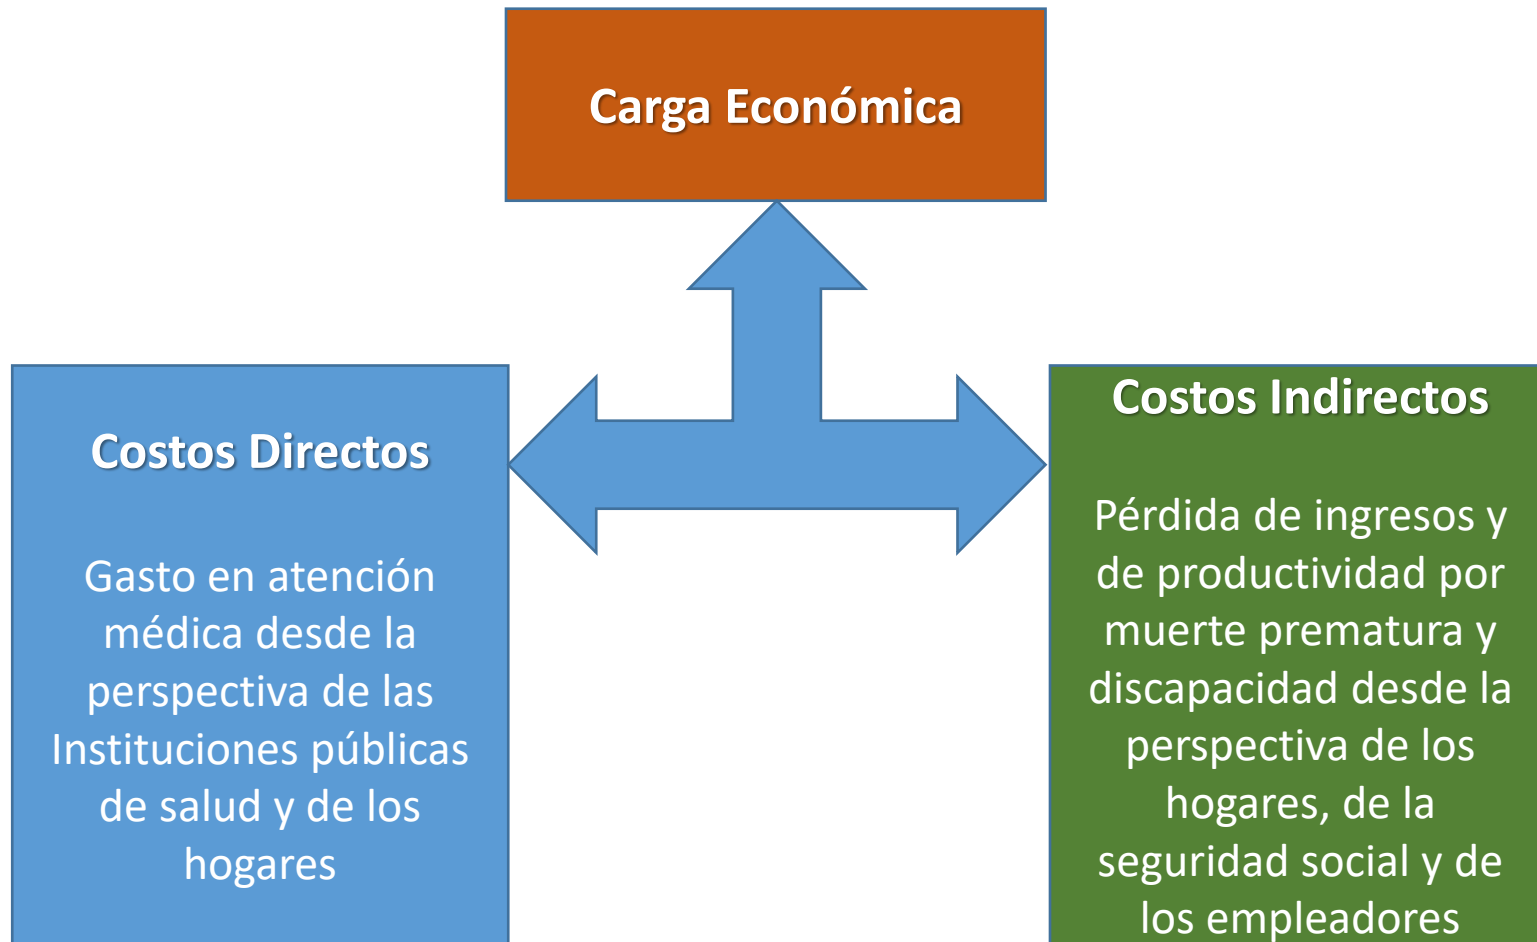 Carga Económica
Costos Directos
Gasto en atención
médica desde la
perspectiva de las
Instituciones públicas
de salud y de los
hogares
Costos Indirectos
Pérdida de ingresos y
de productividad por
muerte prematura y
discapacidad desde la
perspectiva de los
hogares, de la
seguridad social y de
los empleadores